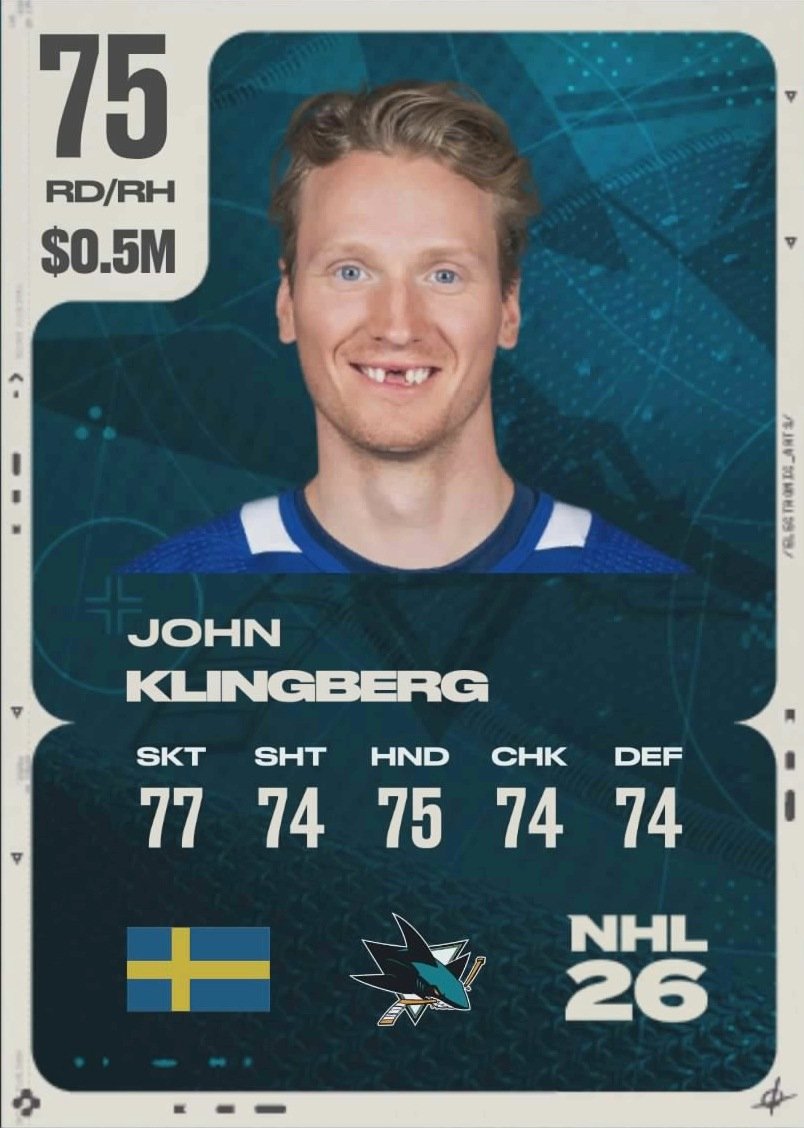 75
RD/RH
$0.5M
JOHN
KLINGBERG
SKT SHT HND CHK DEF
77 74 75 74 74
NHL
26
/ELECTRONIC_ARTS/